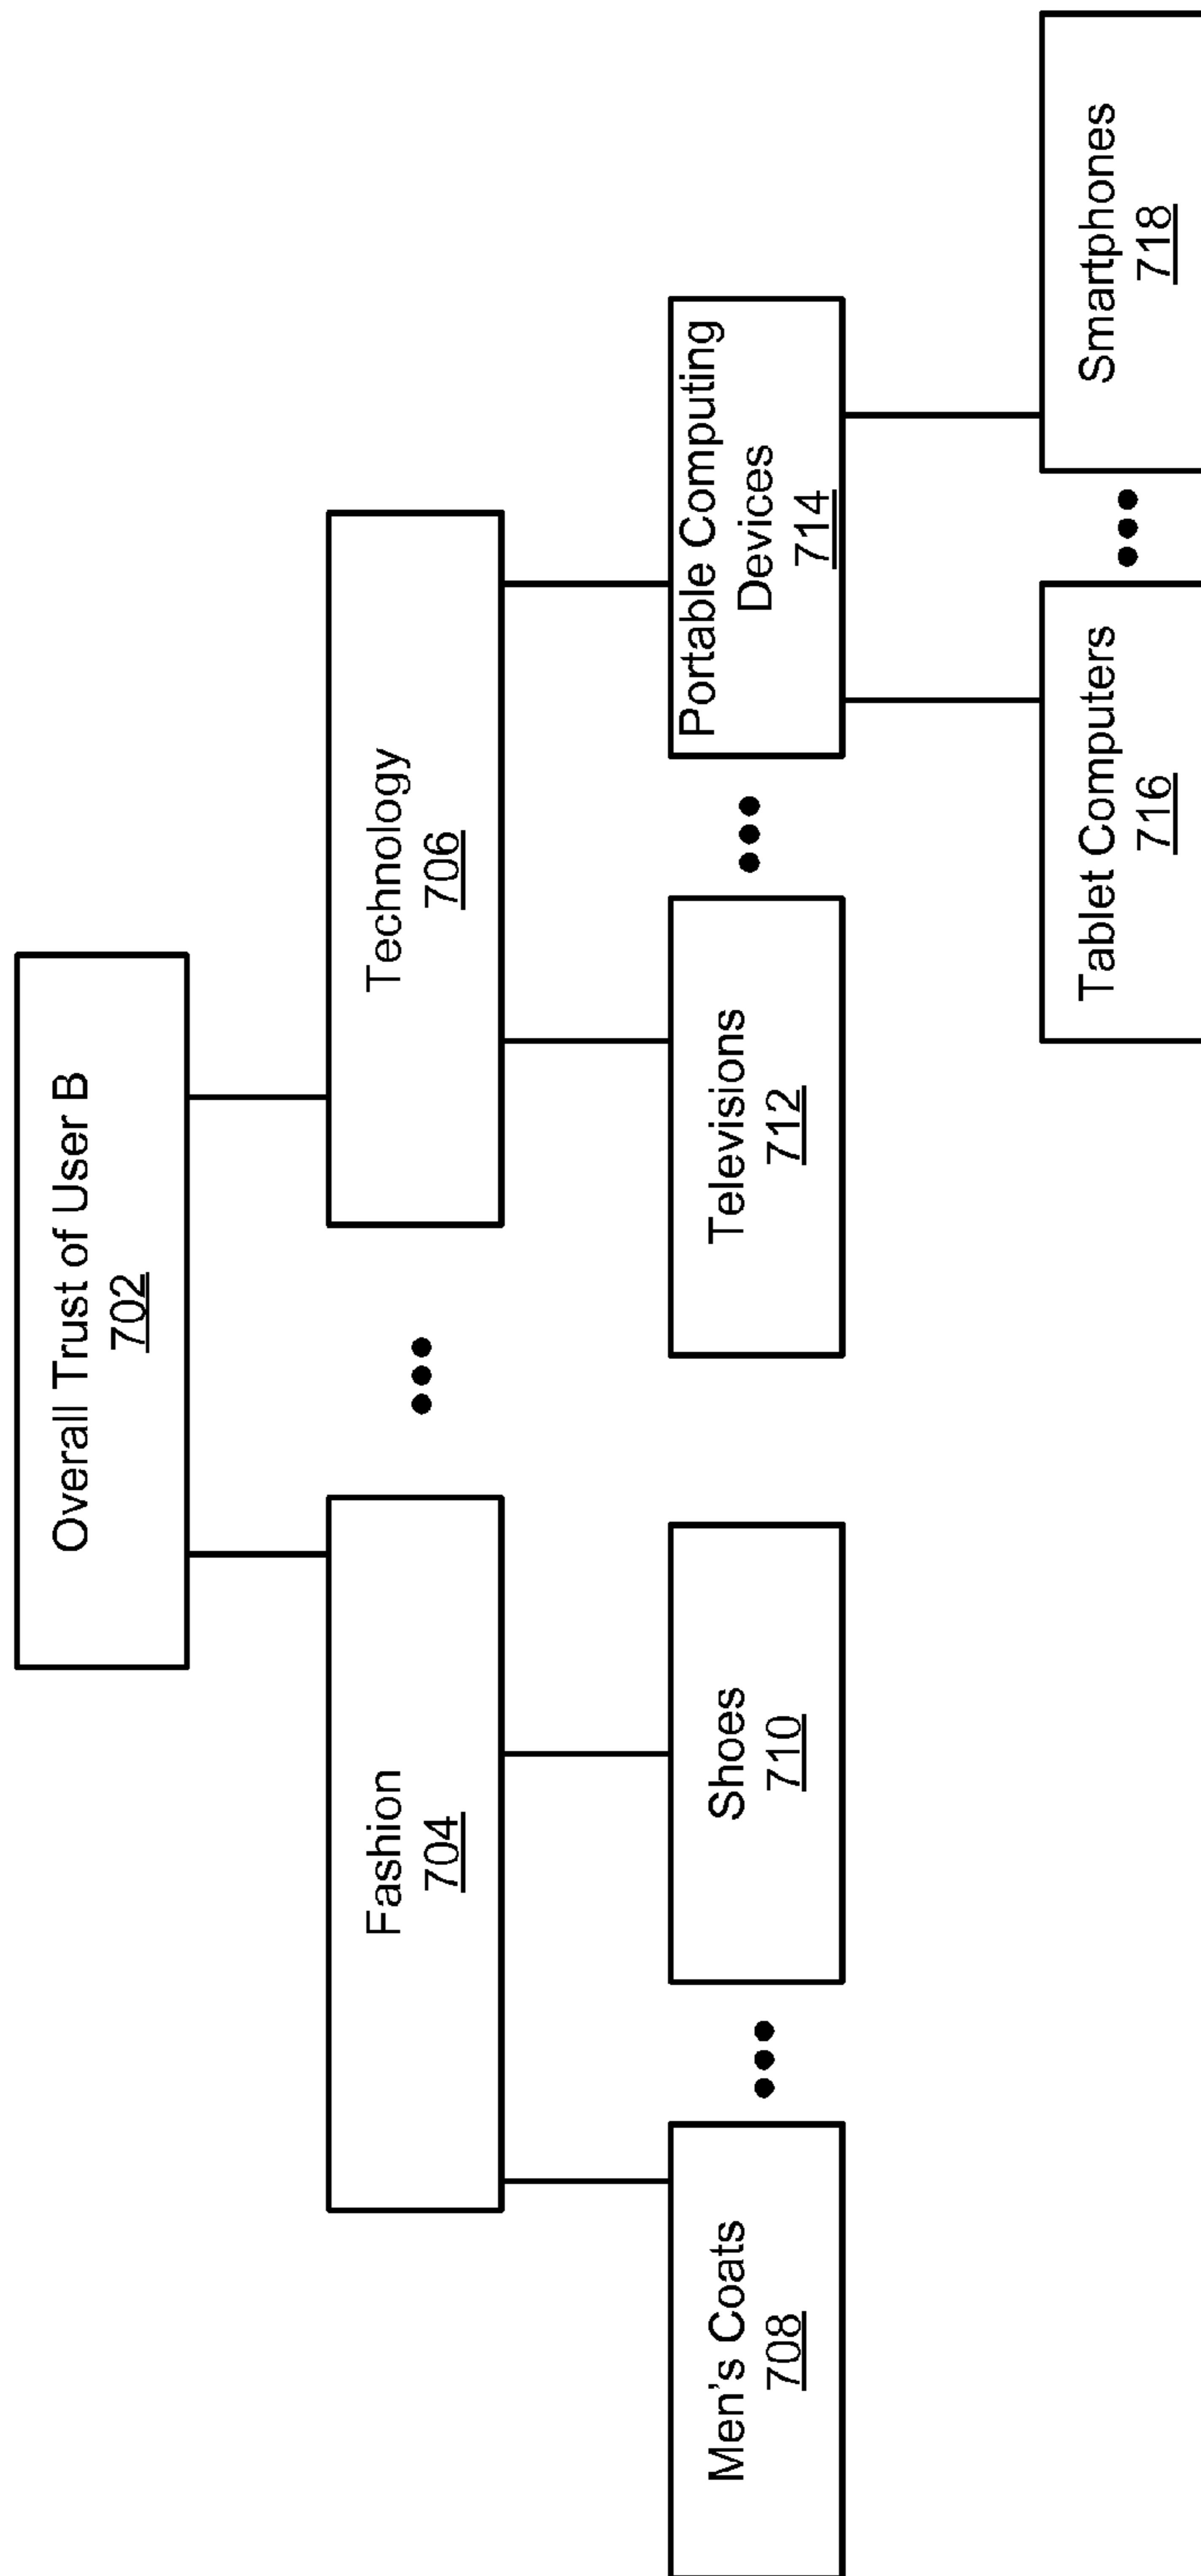 Overall Trust of User B
702
Fashion
704
Technology
706
Men's Coats
708
Shoes
710
Televisions
712
Portable Computing
Devices
714
Tablet Computers
716
Smartphones
718